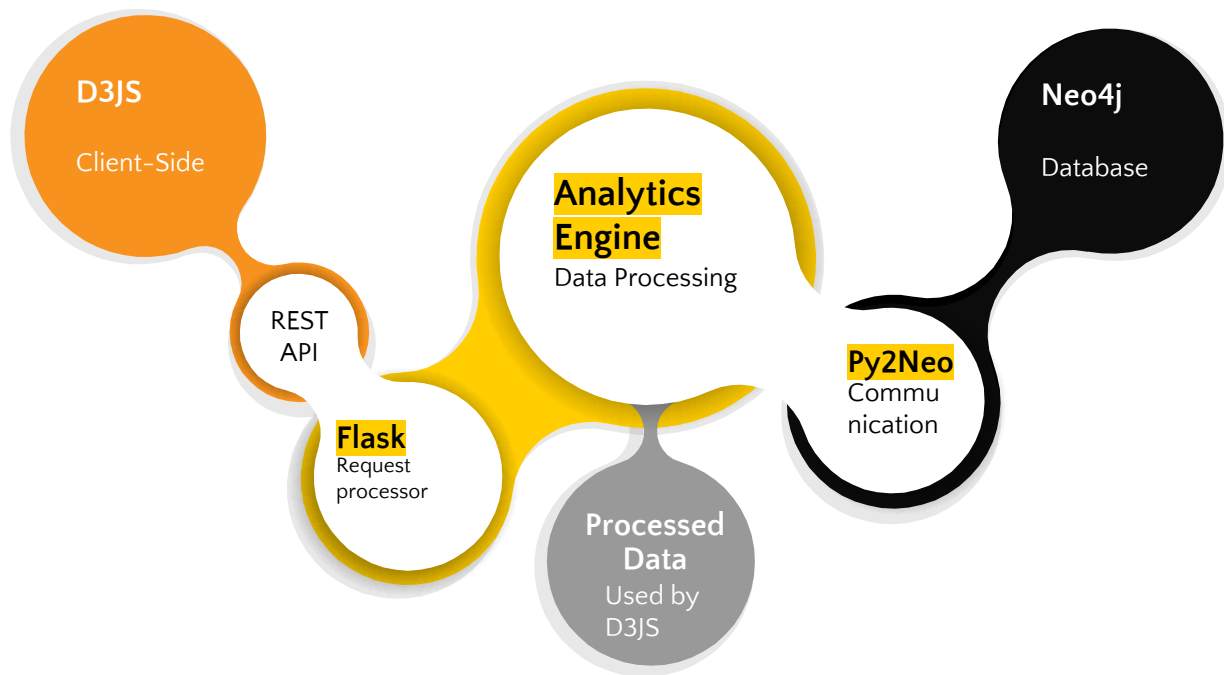 D3JS
Client-Side
REST
API
Flask
Request
processor
Analytics
Engine
Data Processing
Processed
Data
Used by
D3JS
Py2Neo
Commu
nication
Neo4j
Database